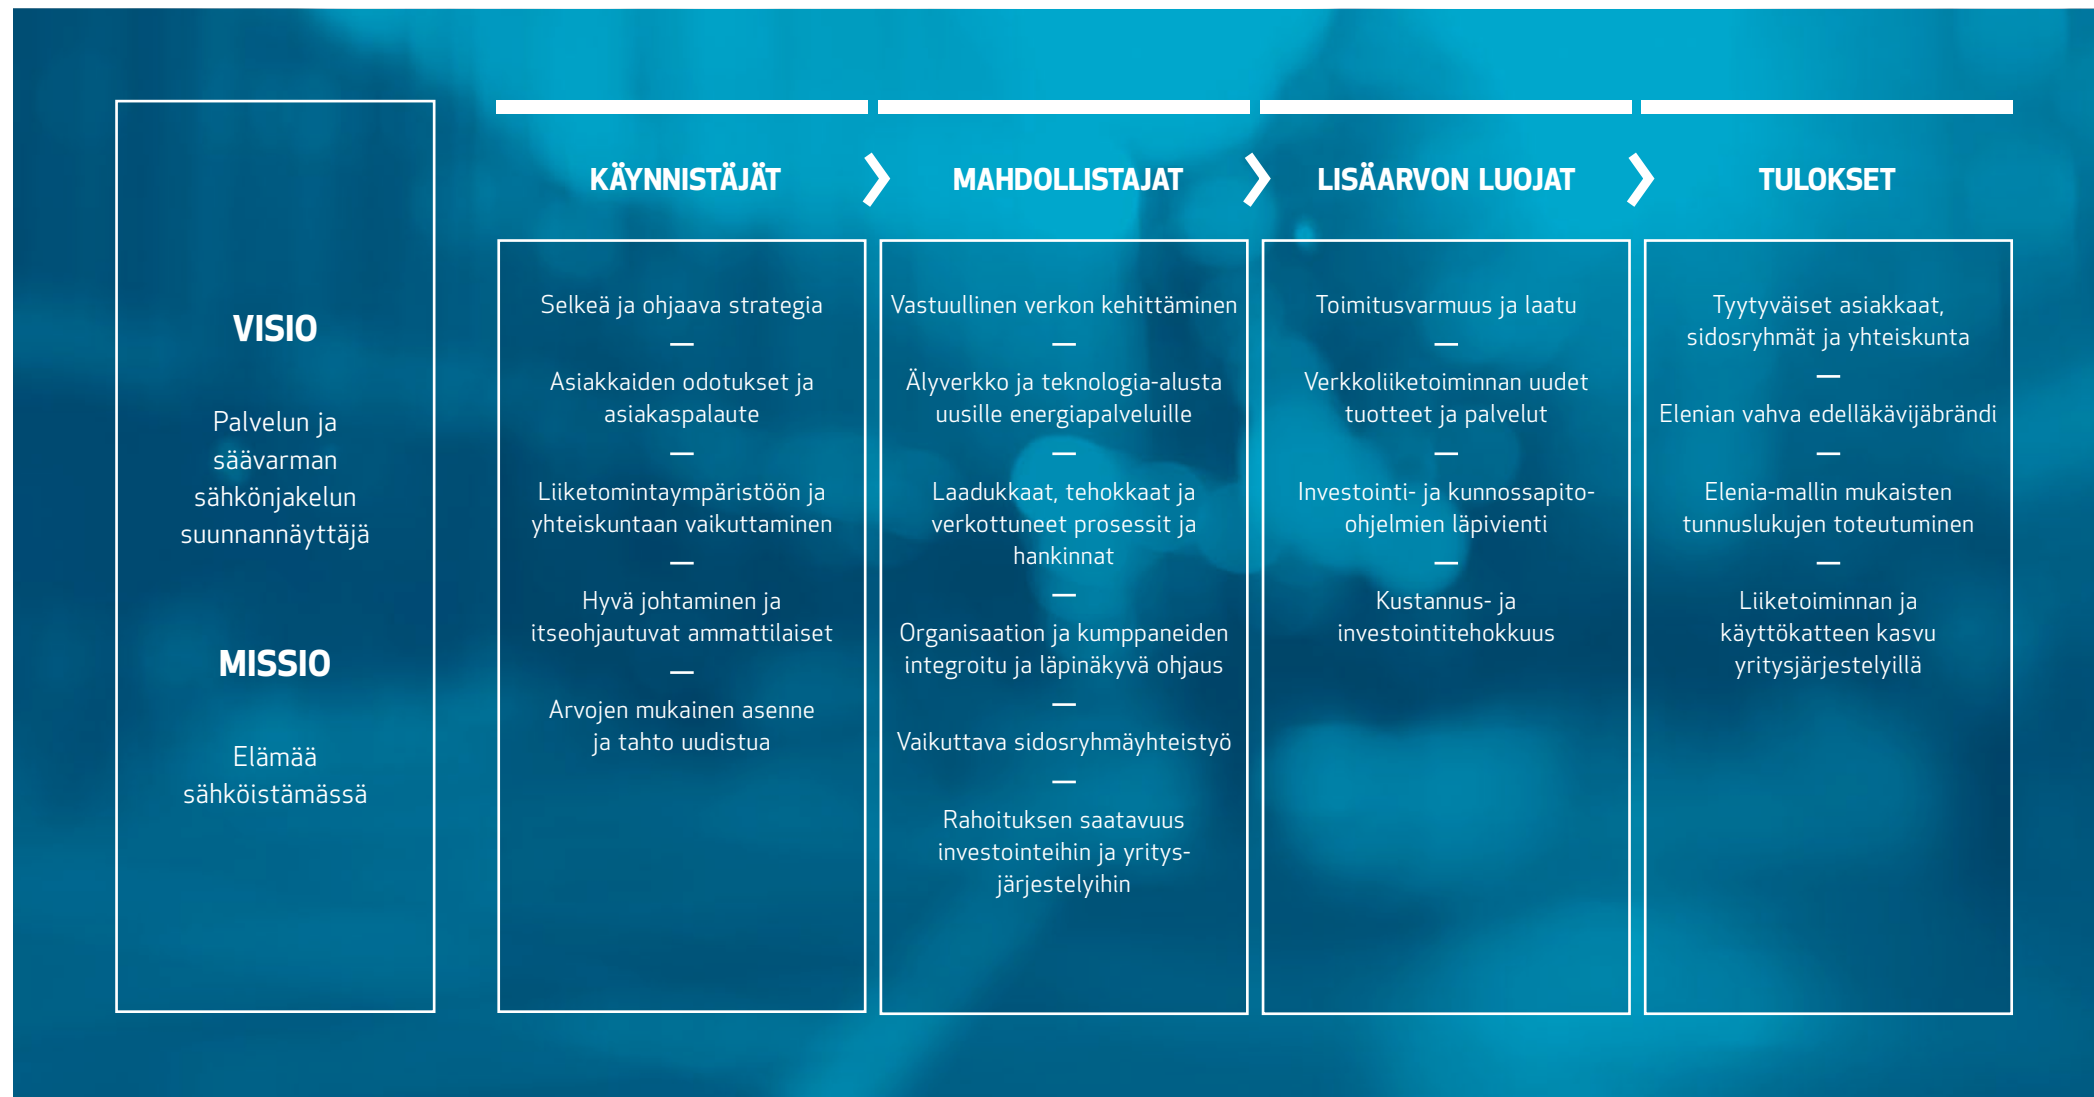 VISIO
Palvelun ja
säävarman
sähkönjakelun
suunnannäyttäjä
MISSIO
Elämää
sähköistämässä
KÄYNNISTÄJÄT
Selkeä ja ohjaava strategia
—
Asiakkaiden odotukset ja
asiakaspalaute
—
Liiketomintaympäristöön ja
yhteiskuntaan vaikuttaminen
—
Hyvä johtaminen ja
itseohjautuvat ammattilaiset
—
Arvojen mukainen asenne
ja tahto uudistua
MAHDOLLISTAJAT
Vastuullinen verkon kehittäminen
—
Älyverkko ja teknologia-alusta
uusille energiapalveluille
—
Laadukkaat, tehokkaat ja
verkottuneet prosessit ja
hankinnat
—
Organisaation ja kumppaneiden
integroitu ja läpinäkyvä ohjaus
—
Vaikuttava sidosryhmäyhteistyö
—
Rahoituksen saatavuus
investointeihin ja yritys-
järjestelyihin
LISÄARVON LUOJAT
Toimitusvarmuus ja laatu
—
Verkkoliiketoiminnan uudet
tuotteet ja palvelut
—
Investointi- ja kunnossapito-
ohjelmien läpivienti
—
Kustannus- ja
investointitehokkuus
TULOKSET
Tyytyväiset asiakkaat,
sidosryhmät ja yhteiskunta
—
Elenian vahva edelläkävijäbrändi
—
Elenia-mallin mukaisten
tunnuslukujen toteutuminen
—
Liiketoiminnan ja
käyttökatteen kasvu
yritysjärjestelyillä